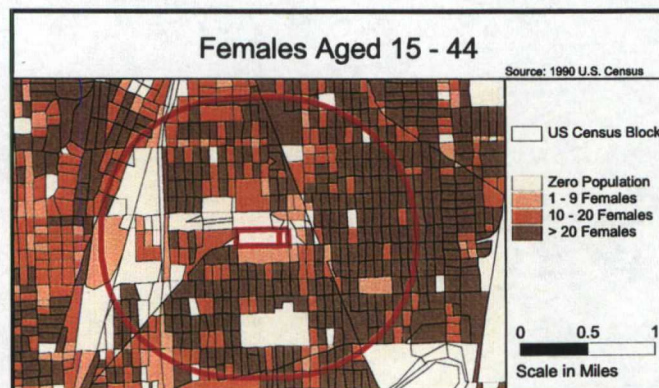 Females Aged 15 - 44
Source: 1990 U.S. Census
US Census Block
Zero Population
1 - 9 Females
10 - 20 Females
> 20 Females
0 0.5 1
Scale in Miles